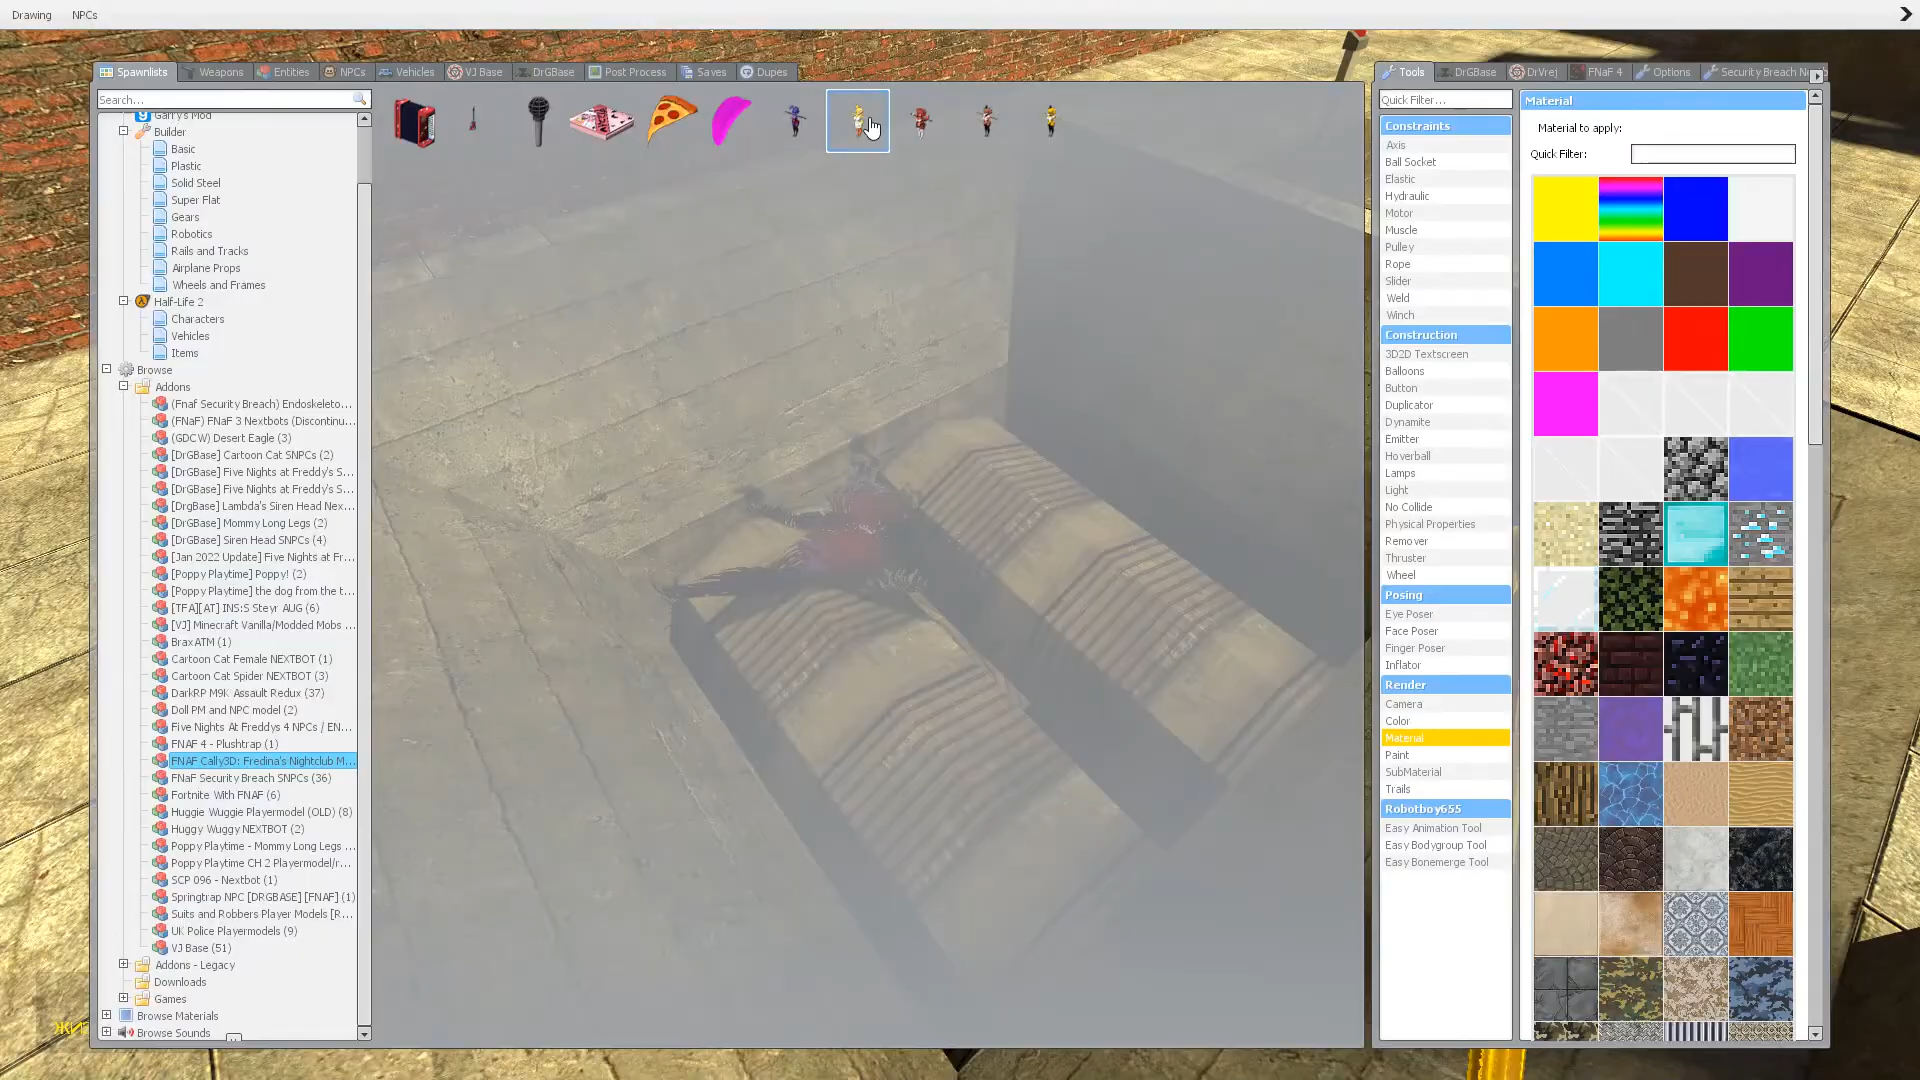 Drawing NPCs
Spawnlists Weapons Entities NPCs Vehicles VJ Base DrGBase Post Process Saves Dupes
Search...
Garry's Mod
Builder
Basic
Plastic
Solid Steel
Super Flat
Gears
Robotics
Rails and Tracks
Airplane Props
Wheels and Frames
Half-Life 2
Characters
Vehicles
Items
Browse
Addons
(Fnaf Security Breach) Endoskeleto...
(FNaF) FNaF 3 Nextbots (Discontinu...
(GDCW) Desert Eagle (3)
[DrGBase] Cartoon Cat SNPCs (2)
[DrGBase] Five Nights at Freddy's S...
[DrGBase] Five Nights at Freddy's S...
[DrgBase] Lambda's Siren Head Nex...
[DrGBase] Mommy Long Legs (2)
[DrGBase] Siren Head SNPCs (4)
[Jan 2022 Update] Five Nights at Fr...
[Poppy Playtime] Poppy! (2)
[Poppy Playtime] the dog from the t...
[TFA][AT] INS:S Steyr AUG (6)
[VJ] Minecraft Vanilla/Modded Mobs ...
BraxATM (1)
Cartoon Cat Female NEXTBOT (1)
Cartoon Cat Spider NEXTBOT (3)
DarkRP M9K Assault Redux (37)
Doll PM and NPC model (2)
Five Nights At Freddys 4 NPCs / EN...
FNAF 4 - Plushtrap (1)
FNAF Cally3D: Fredina's Nightclub M...
FNaF Security Breach SNPCs (36)
Fortnite With FNAF (6)
Huggie Wuggie Playermodel (OLD) (8)
Huggy Wuggy NEXTBOT (2)
Poppy Playtime - Mommy Long Legs ...
Poppy Playtime CH 2 Playermodel/r...
SCP 096 - Nextbot (1)
Springtrap NPC [DRGBASE] [FNAF] (1)
Suits and Robbers Player Models [R...
UK Police Playermodels (9)
VJ Base (51)
Addons - Legacy
Downloads
Games
Browse Materials
Browse Sounds
Tools DrGBase DrVrej FNaF 4 Options Security Breach
Quick Filter...
Constraints
Axis
Ball Socket
Elastic
Hydraulic
Motor
Muscle
Pulley
Rope
Slider
Weld
Winch
Construction
3D2D Textscreen
Balloons
Button
Duplicator
Dynamite
Emitter
Hoverball
Lamps
Light
No Collide
Physical Properties
Remover
Thruster
Wheel
Posing
Eye Poser
Face Poser
Finger Poser
Inflator
Render
Camera
Color
Material
Paint
SubMaterial
Trails
Robotboy655
Easy Animation Tool
Easy Bodygroup Tool
Easy Bonemerge Tool
Material
Material to apply:
Quick Filter: